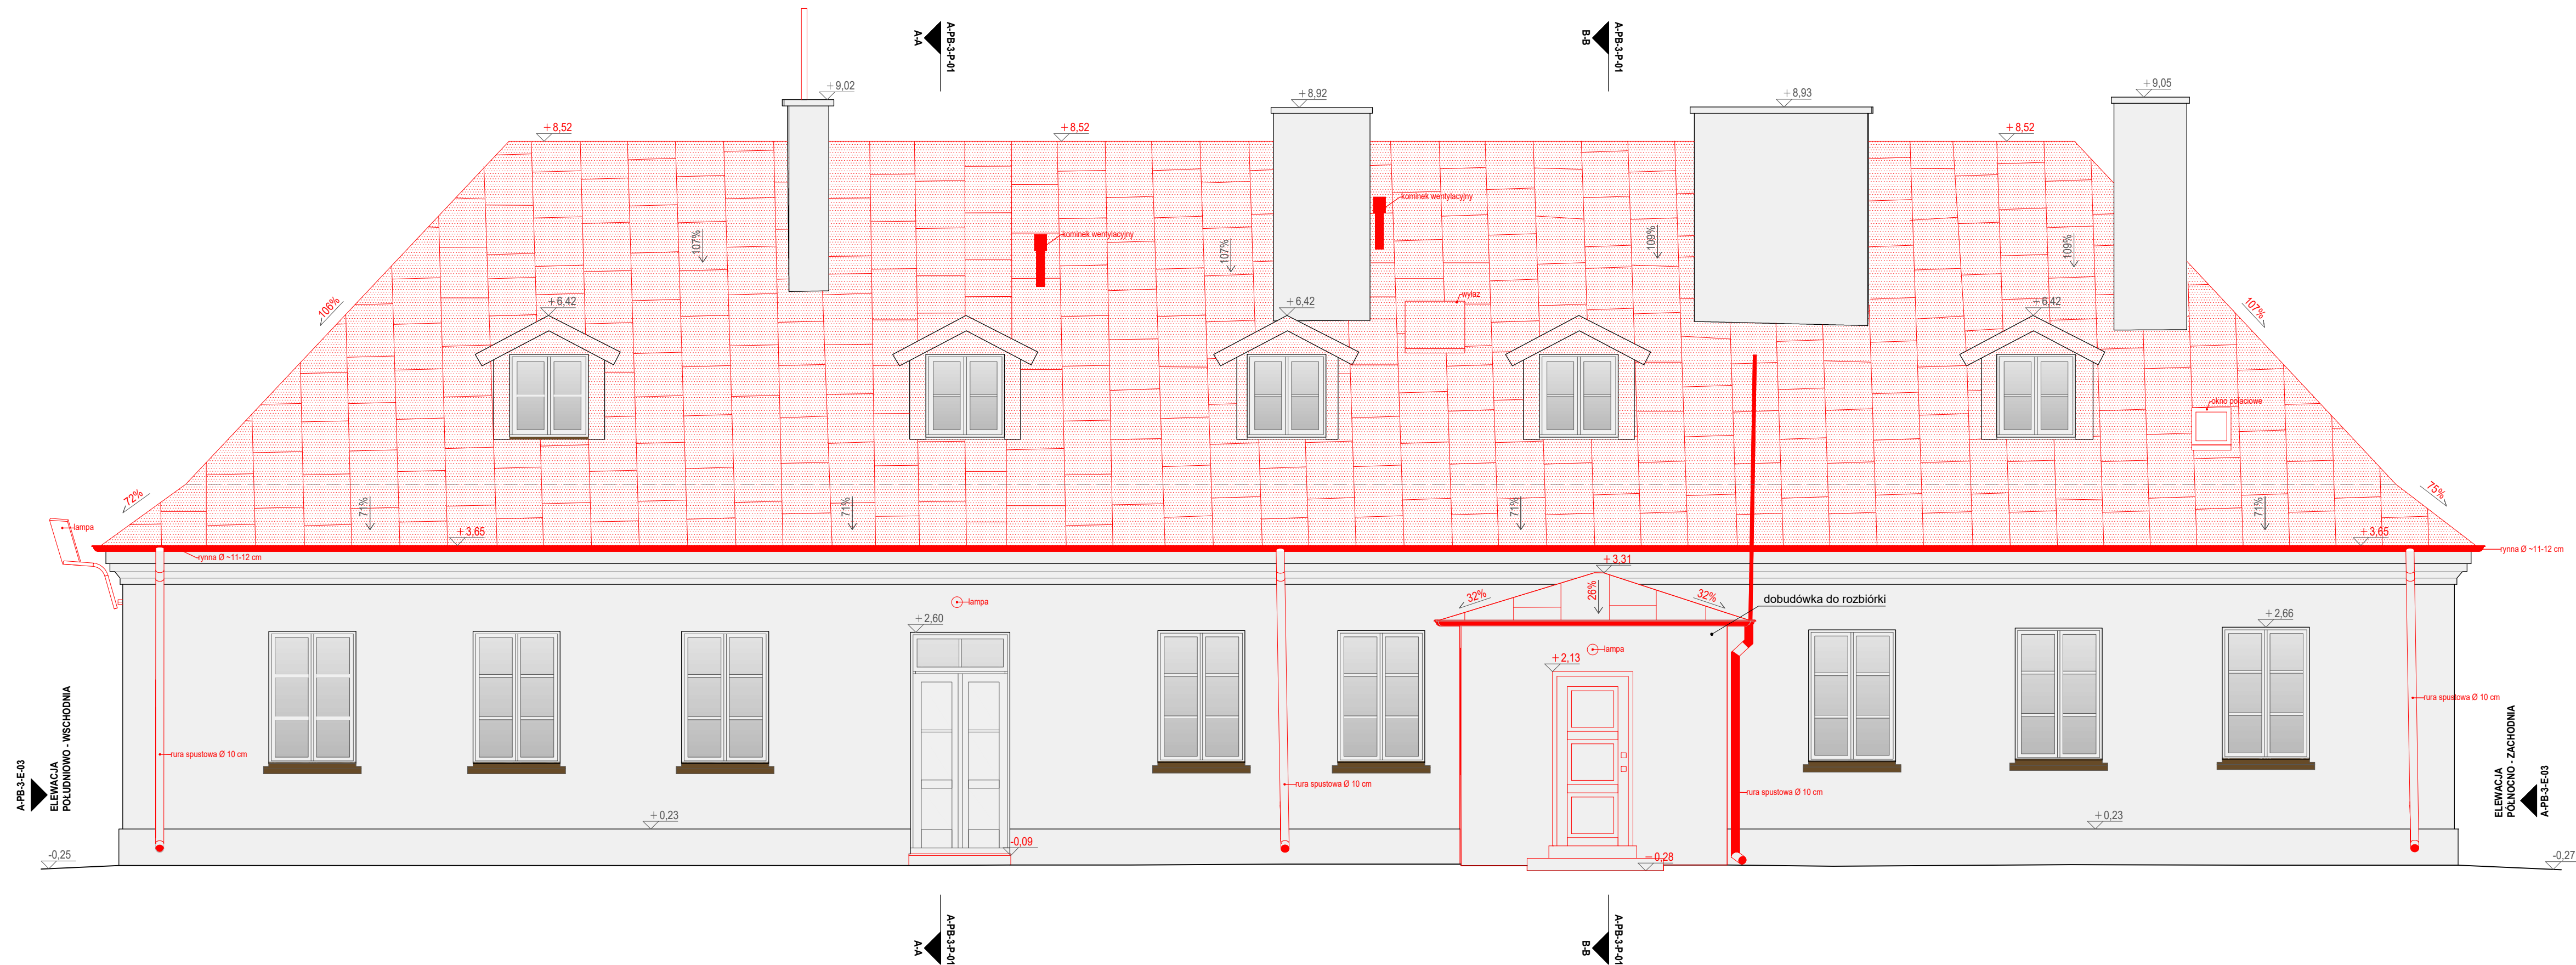 A-PB-3-P-01
A-A
A-PB-3-P-01
B-B
+9,02
+8,92
+8,93
+9,05
+8,52
+8,52
+8,52
kominek wentylacyjny
kominek wentylacyjny
107%
107%
109%
109%
106%
107%
wyłaz
+6,42
+6,42
+6,42
okno połaciowe
72%
71%
71%
71%
71%
75%
lampa
+3,65
+3,65
rynna Ø ~11-12 cm
rynna Ø ~11-12 cm
+3,31
32%
26%
32%
dobudówka do rozbiórki
lampa
+2,60
+2,66
lampa
+2,13
rura spustowa Ø 10 cm
rura spustowa Ø 10 cm
rura spustowa Ø 10 cm
rura spustowa Ø 10 cm
A-PB-3-E-03
ELEWACJA
POŁUDNIOWO - WSCHODNIA
ELEWACJA
PÓŁNOCNO - ZACHODNIA
A-PB-3-E-03
+0,23
+0,23
-0,09
-0,25
-0,28
-0,27
A-PB-3-P-01
A-A
A-PB-3-P-01
B-B